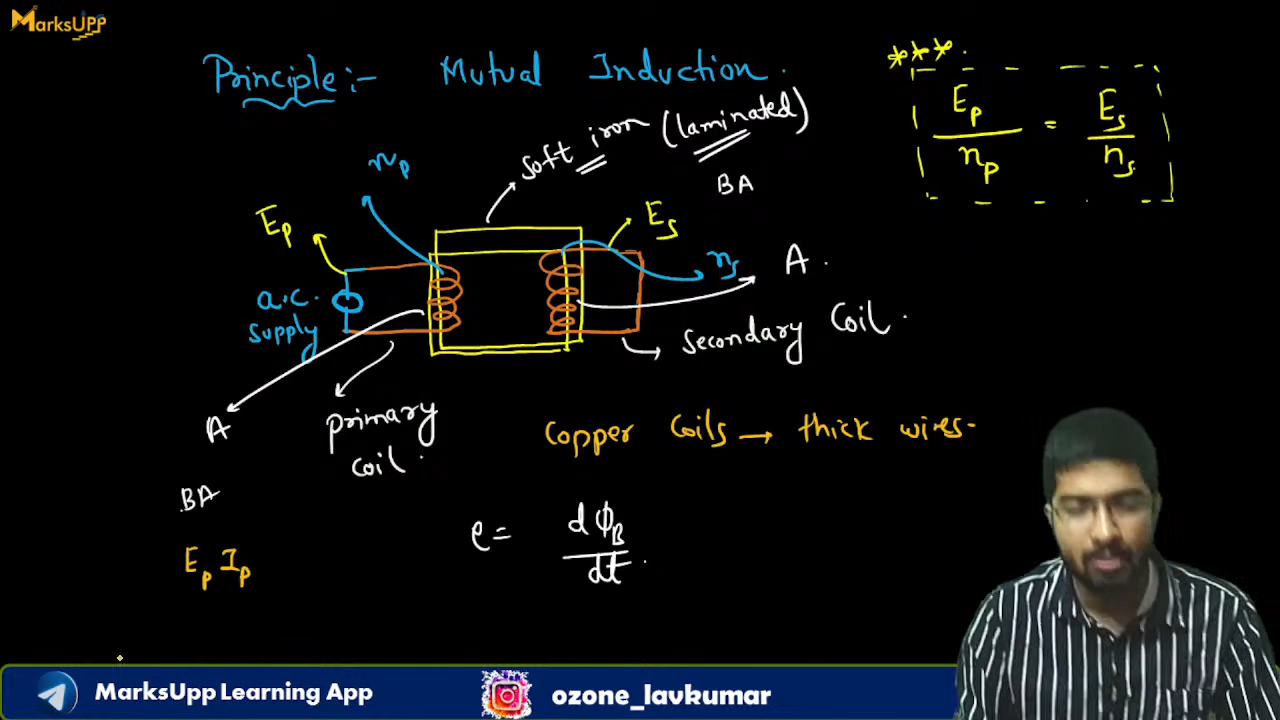 MARKSUPP
Principle:- Mutual Induction.
***
Ep/np = Es/ns
soft iron (laminated)
BA
np
Ep
Es
ns
A.
a.c. supply
secondary coil.
A
primary coil.
copper coils → thick wires-
BA
e = dϕB/dt.
Ep Ip
MarksUpp Learning App
ozone_lavkumar